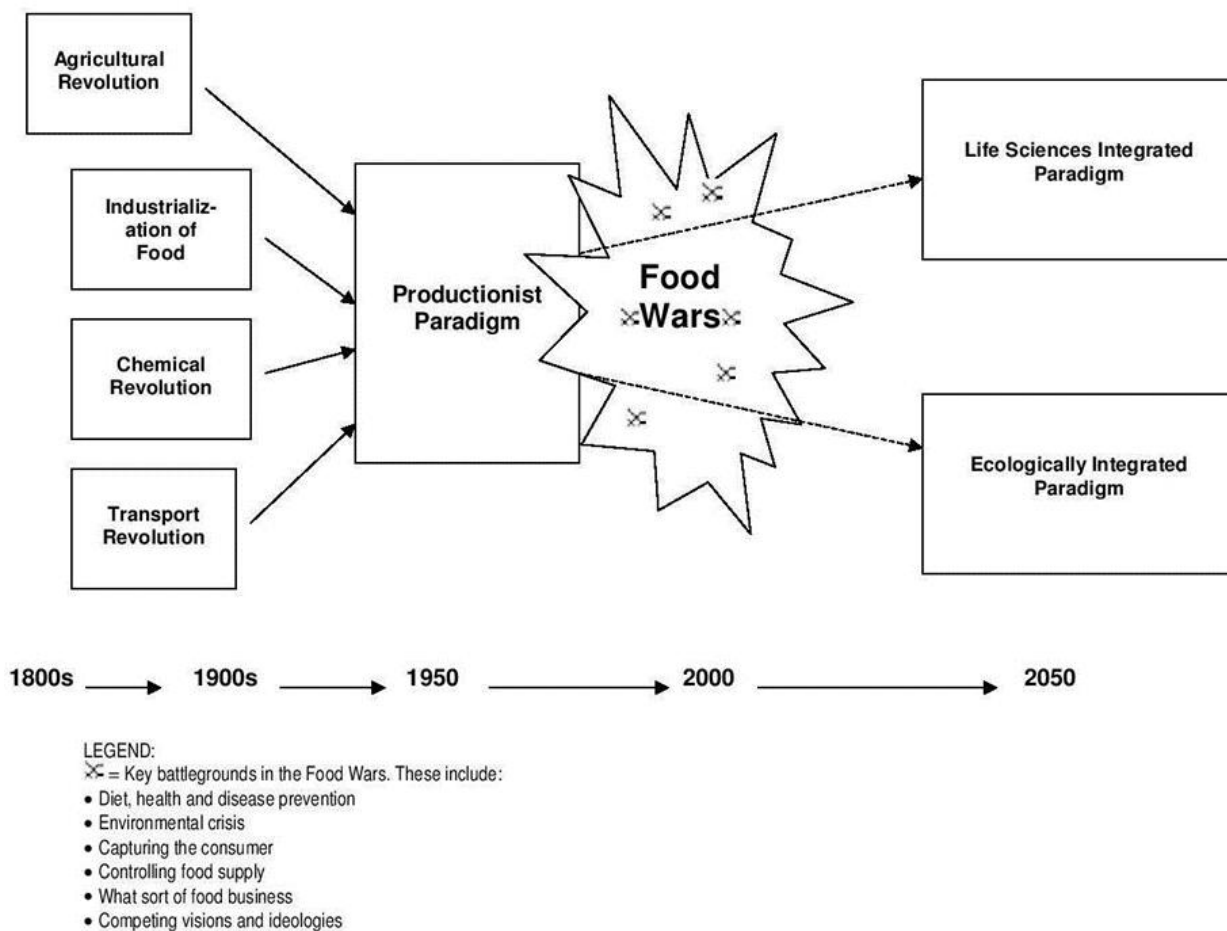 Agricultural
Revolution
Industrializ-
ation of
Food
Chemical
Revolution
Transport
Revolution
Productionist
Paradigm
Food
Wars
Life Sciences Integrated
Paradigm
Ecologically Integrated
Paradigm
1800s
1900s
1950
2000
2050
LEGEND:
= Key battlegrounds in the Food Wars. These include:
• Diet, health and disease prevention
• Environmental crisis
• Capturing the consumer
• Controlling food supply
• What sort of food business
• Competing visions and ideologies